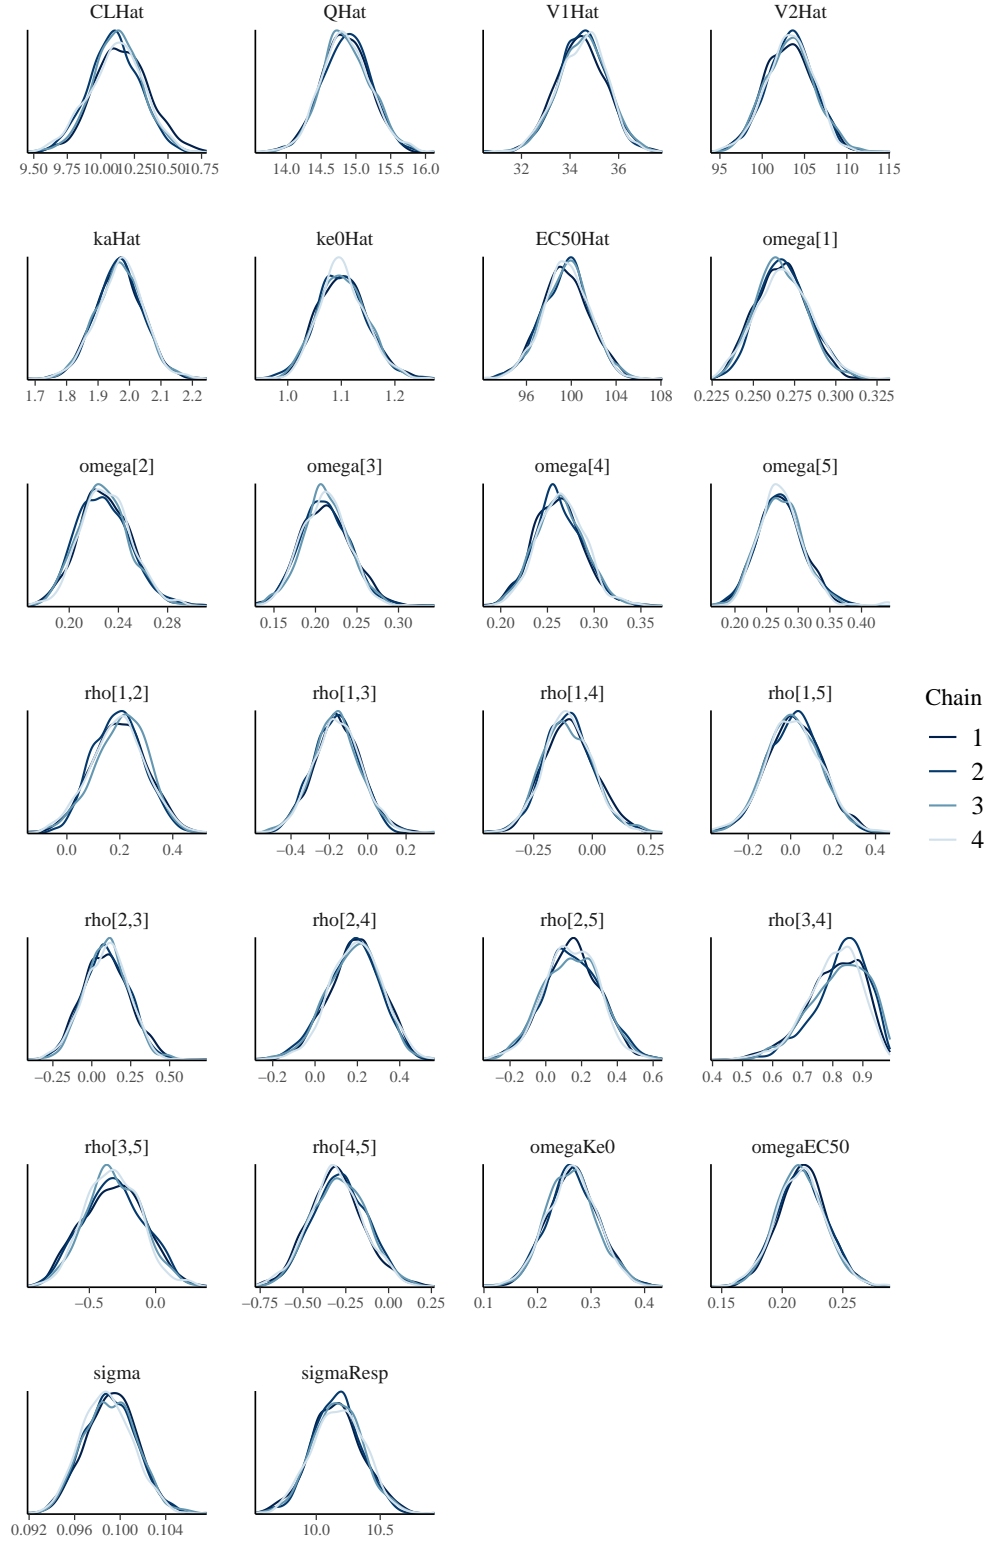 CLHat QHat V1Hat V2Hat
9.50 9.75 10.00 10.25 10.50 10.75 14.0 14.5 15.0 15.5 16.0 32 34 36 95 100 105 110 115
kaHat ke0Hat EC50Hat omega[1]
1.7 1.8 1.9 2.0 2.1 2.2 1.0 1.1 1.2 96 100 104 108 0.225 0.250 0.275 0.300 0.325
omega[2] omega[3] omega[4] omega[5]
0.20 0.24 0.28 0.15 0.20 0.25 0.30 0.20 0.25 0.30 0.35 0.20 0.25 0.30 0.35 0.40
rho[1,2] rho[1,3] rho[1,4] rho[1,5]
0.0 0.2 0.4 −0.4 −0.2 0.0 0.2 −0.25 0.00 0.25 −0.2 0.0 0.2 0.4
Chain
1
2
3
4
rho[2,3] rho[2,4] rho[2,5] rho[3,4]
−0.25 0.00 0.25 0.50 −0.2 0.0 0.2 0.4 −0.2 0.0 0.2 0.4 0.6 0.4 0.5 0.6 0.7 0.8 0.9
rho[3,5] rho[4,5] omegaKe0 omegaEC50
−0.5 0.0 −0.75 −0.50 −0.25 0.00 0.25 0.1 0.2 0.3 0.4 0.15 0.20 0.25
sigma sigmaResp
0.092 0.096 0.100 0.104 10.0 10.5